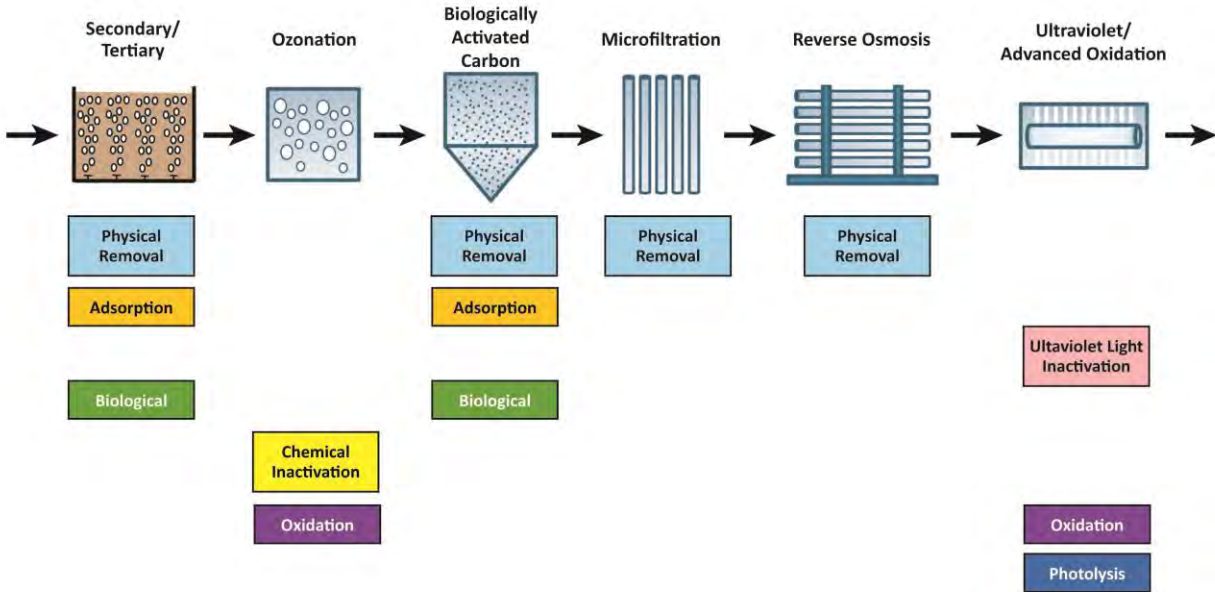 Secondary/
Tertiary
Ozonation
Biologically
Activated
Carbon
Microfiltration
Reverse Osmosis
Ultraviolet/
Advanced Oxidation
Physical
Removal
Physical
Removal
Physical
Removal
Physical
Removal
Adsorption
Adsorption
Ultaviolet Light
Inactivation
Biological
Biological
Chemical
Inactivation
Oxidation
Oxidation
Photolysis